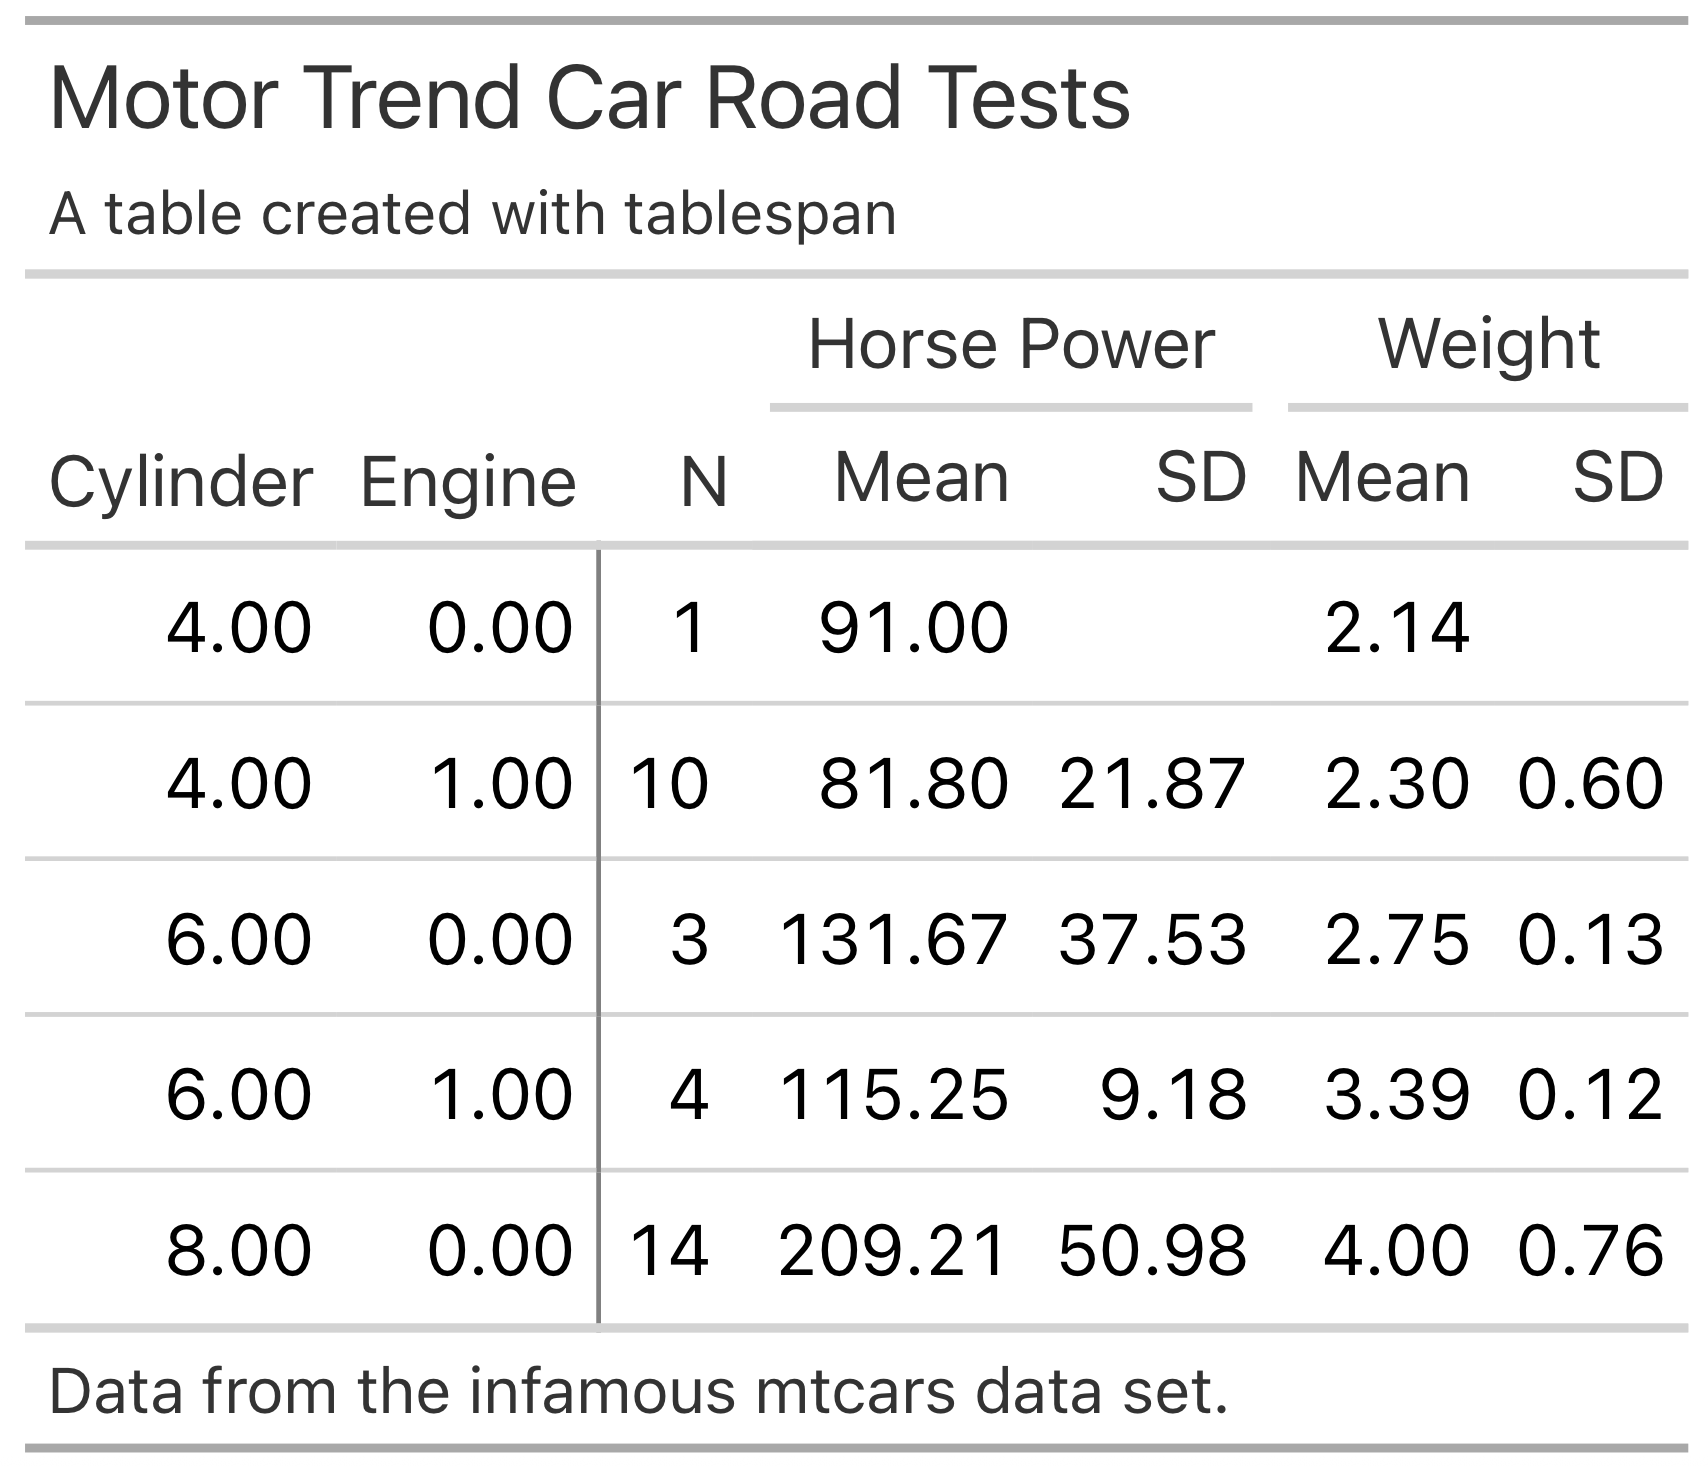 Motor Trend Car Road Tests
A table created with tablespan
Horse Power Weight
Cylinder Engine N Mean SD Mean SD
4.00 0.00 1 91.00 2.14
4.00 1.00 10 81.80 21.87 2.30 0.60
6.00 0.00 3 131.67 37.53 2.75 0.13
6.00 1.00 4 115.25 9.18 3.39 0.12
8.00 0.00 14 209.21 50.98 4.00 0.76
Data from the infamous mtcars data set.